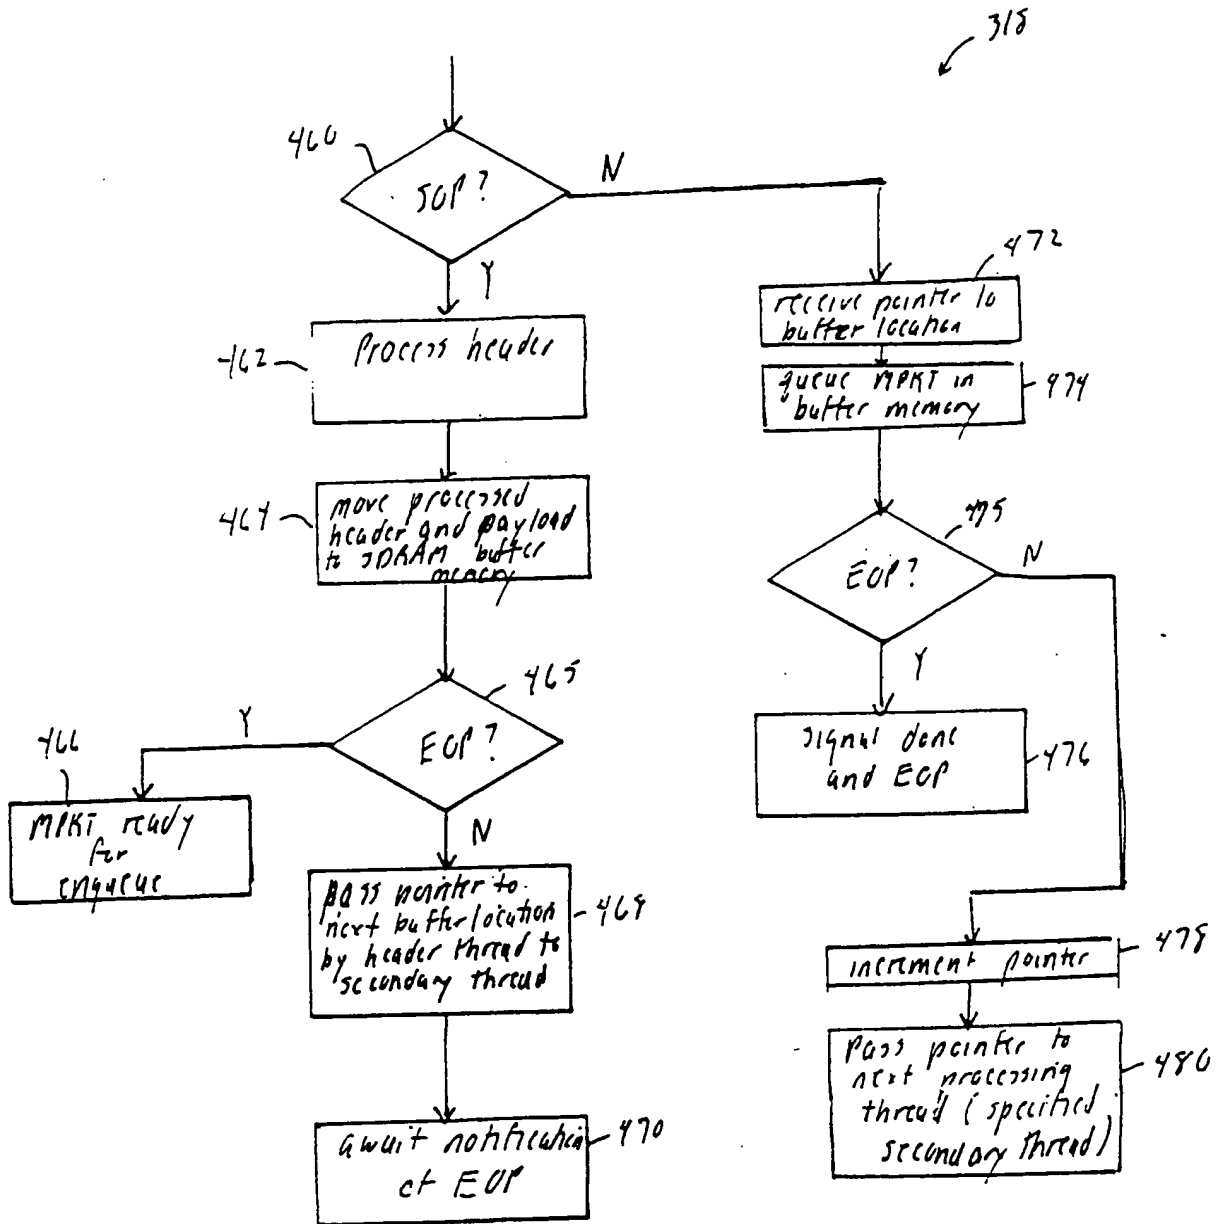 318
460
SOP?
N
Y
462
Process header
464
move processed
header and payload
to SDRAM buffer
memory
465
EOP?
Y
466
MPKT ready
for
enqueue
N
pass pointer to
next buffer location
by header thread to
secondary thread
468
await notification
of EOP
470
472
receive pointer to
buffer location
queue MPKT in
buffer memory
474
475
EOP?
N
Y
signal done
and EOP
476
increment pointer
478
Pass pointer to
next processing
thread (specified
secondary thread)
480